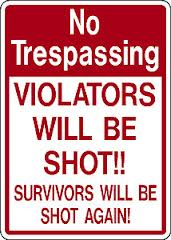 No
Trespassing
VIOLATORS
WILL BE
SHOT!!
SURVIVORS WILL BE
SHOT AGAIN!